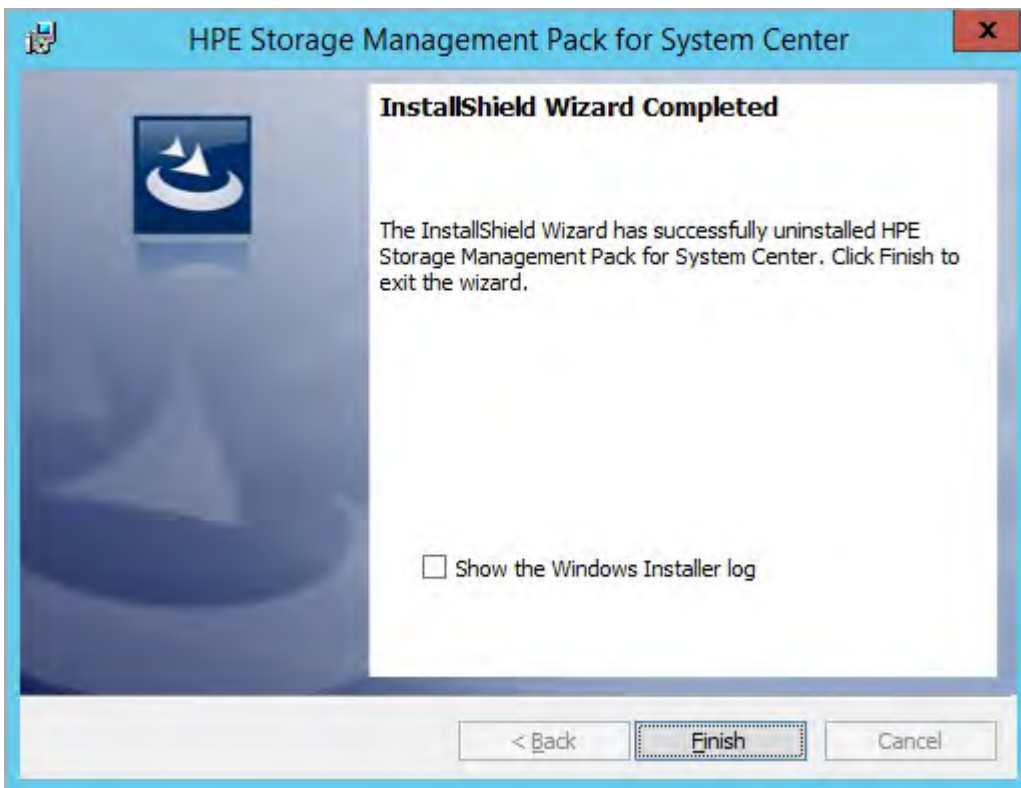 HPE Storage Management Pack for System Center
x
InstallShield Wizard Completed
The InstallShield Wizard has successfully uninstalled HPE
Storage Management Pack for System Center. Click Finish to
exit the wizard.
Show the Windows Installer log
< Back
Finish
Cancel